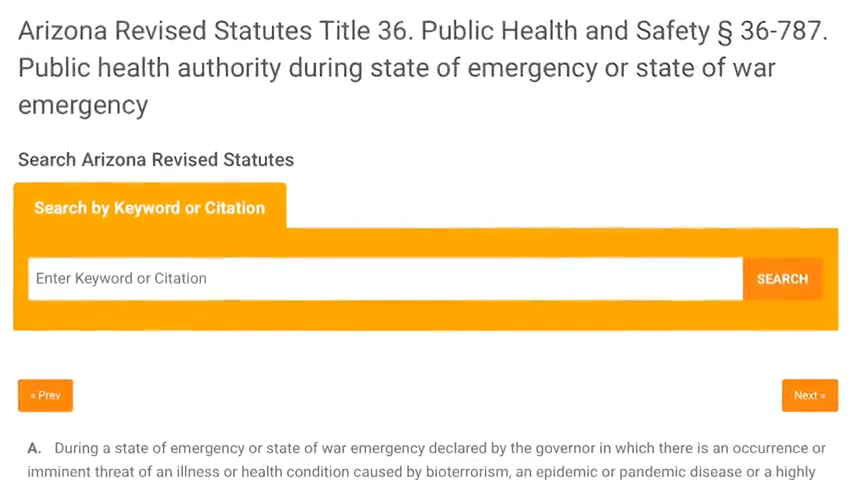 Arizona Revised Statutes Title 36. Public Health and Safety § 36-787.
Public health authority during state of emergency or state of war
emergency
Search Arizona Revised Statutes
Search by Keyword or Citation
Enter Keyword or Citation
SEARCH
« Prev
Next »
A. During a state of emergency or state of war emergency declared by the governor in which there is an occurrence or
imminent threat of an illness or health condition caused by bioterrorism, an epidemic or pandemic disease or a highly